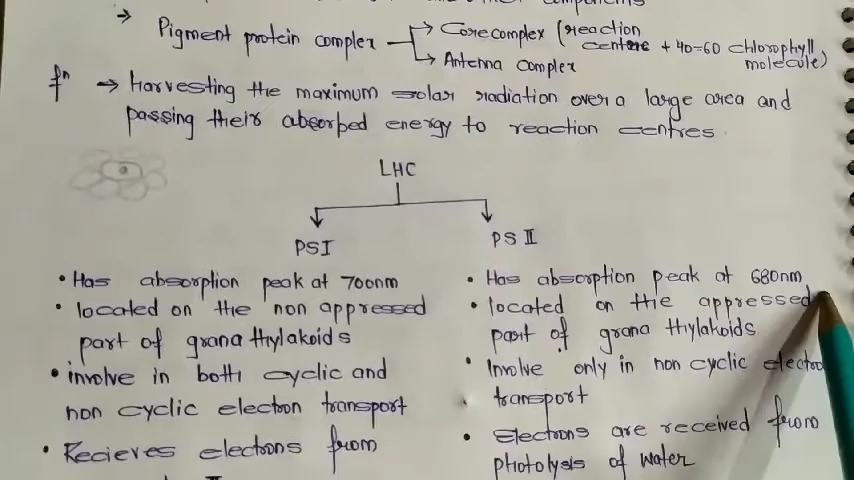 components
→ Pigment protein complex → Core complex (reaction
centre + 40-60 chlorophyll
molecule)
→ Antenna complex
fⁿ → Harvesting the maximum solar radiation over a large area and
passing their absorbed energy to reaction centres.
LHC
PSI
PS II
• Has absorption peak at 700nm
• located on the non appressed
part of grana thylakoids
• involve in both cyclic and
non cyclic electron transport
• Recieves electrons from
• Has absorption peak at 680nm
• located on the appressed
part of grana thylakoids
• Involve only in non cyclic electro
transport
• Electrons are received from
photolysis of water